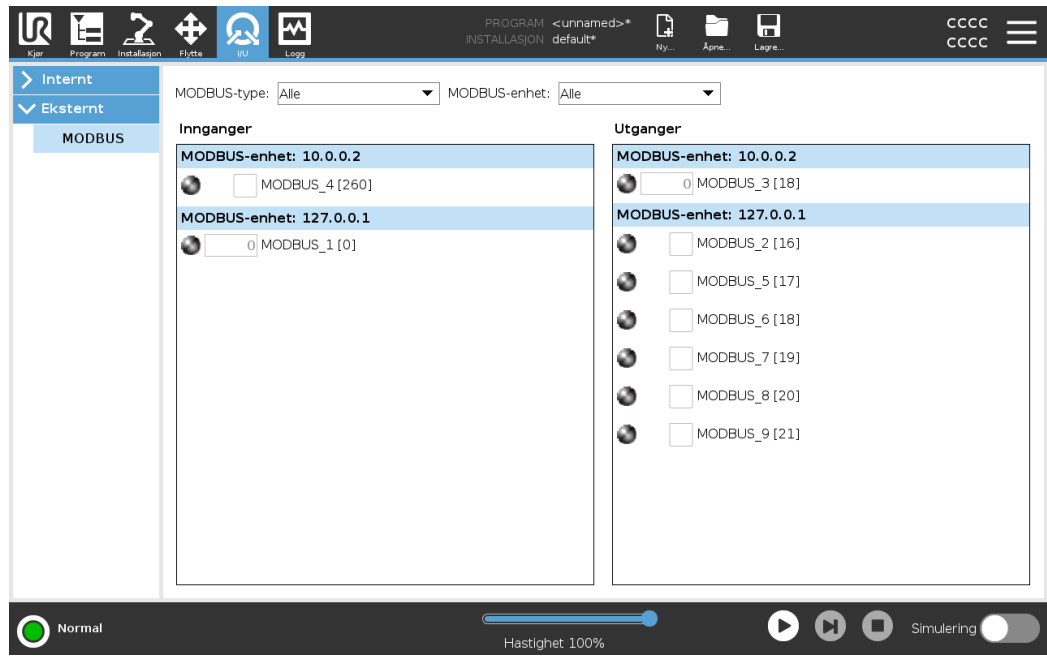 UR
Kjør
Program
Installasjon
Flytte
I/U
Logg
PROGRAM <unnamed>*
INSTALLASJON default*
Ny...
Åpne...
Lagre...
CCCC
CCCC
Internt
Eksternt
MODBUS
MODBUS-type: Alle
MODBUS-enhet: Alle
Innganger
MODBUS-enhet: 10.0.0.2
MODBUS_4 [260]
MODBUS-enhet: 127.0.0.1
0 MODBUS_1 [0]
Utganger
MODBUS-enhet: 10.0.0.2
0 MODBUS_3 [18]
MODBUS-enhet: 127.0.0.1
MODBUS_2 [16]
MODBUS_5 [17]
MODBUS_6 [18]
MODBUS_7 [19]
MODBUS_8 [20]
MODBUS_9 [21]
Normal
Hastighet 100%
Simulering